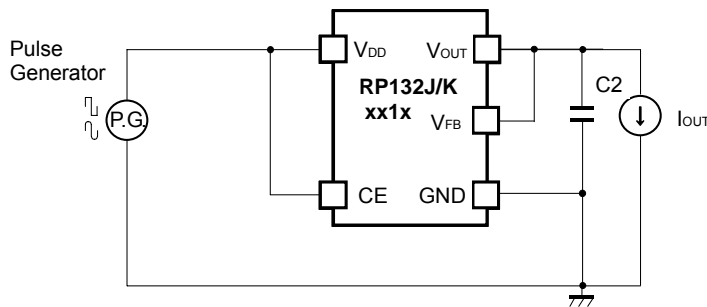 Pulse
Generator
P.G.
VDD
VOUT
RP132J/K
xx1x
VFB
CE
GND
C2
IOUT